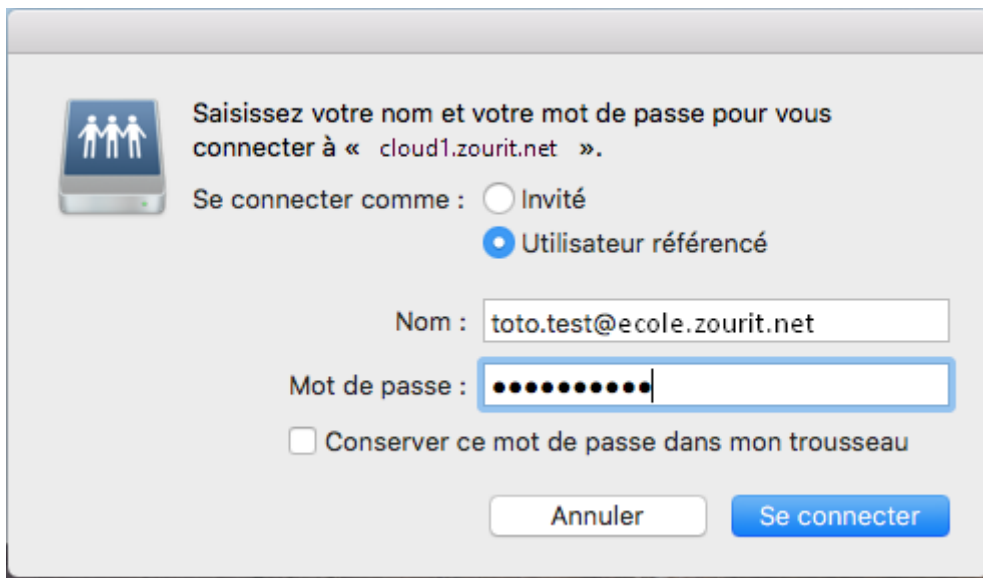 Saisissez votre nom et votre mot de passe pour vous
connecter à « cloud1.zourit.net ».
Se connecter comme : Invité
Utilisateur référencé
Nom : toto.test@ecole.zourit.net
Mot de passe : ••••••••••
Conserver ce mot de passe dans mon trousseau
Annuler Se connecter